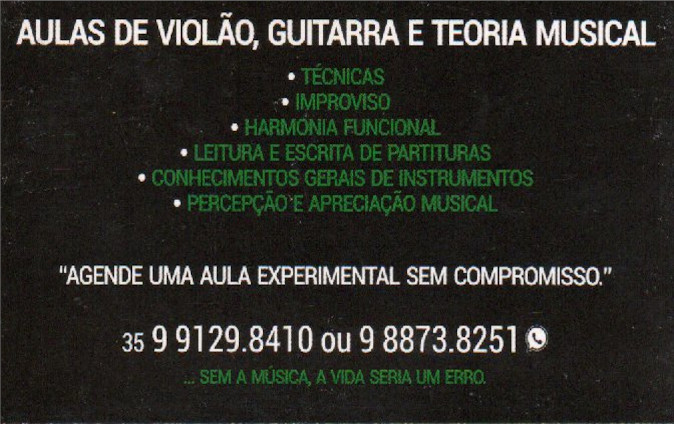 AULAS DE VIOLÃO, GUITARRA E TEORIA MUSICAL
• TÉCNICAS
• IMPROVISO
• HARMONIA FUNCIONAL
• LEITURA E ESCRITA DE PARTITURAS
• CONHECIMENTOS GERAIS DE INSTRUMENTOS
• PERCEPÇÃO E APRECIAÇÃO MUSICAL
“AGENDE UMA AULA EXPERIMENTAL SEM COMPROMISSO.”
35 9 9129.8410 ou 9 8873.8251
... SEM A MÚSICA, A VIDA SERIA UM ERRO.